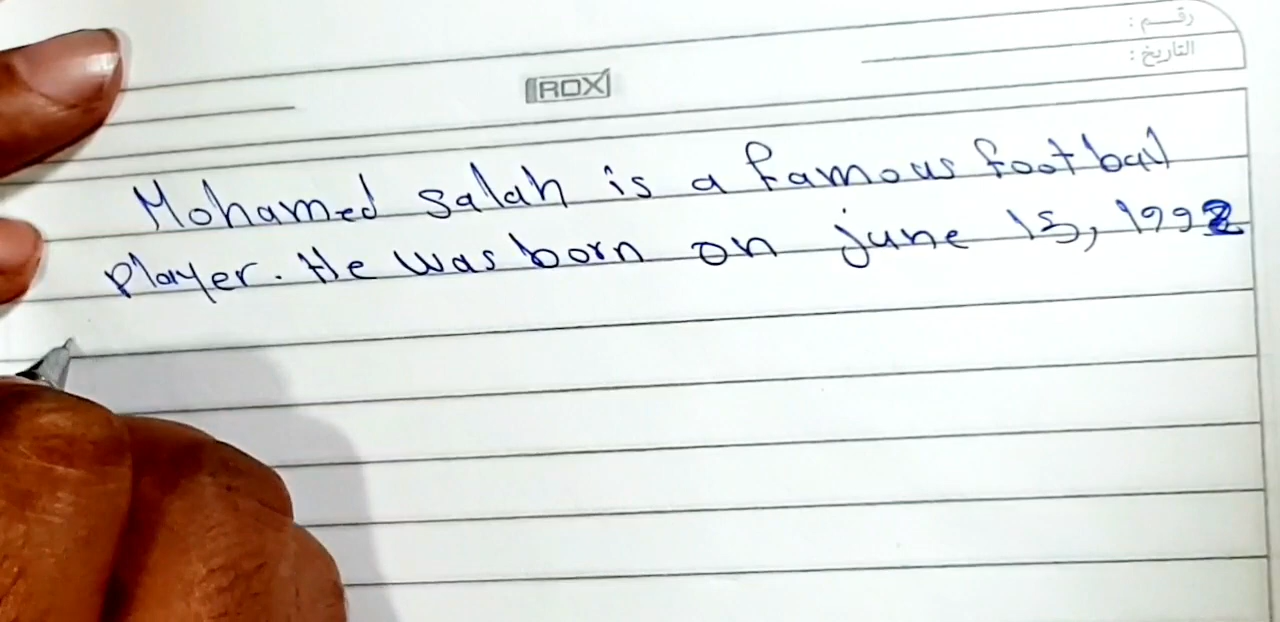 رقم :
التاريخ :
ROX
Mohamed salah is a famous football
player. He was born on june 15, 1992